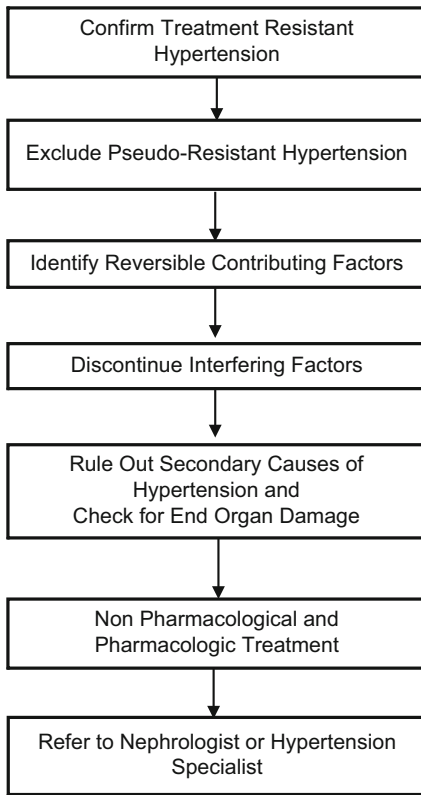 Confirm Treatment Resistant
Hypertension
Exclude Pseudo-Resistant Hypertension
Identify Reversible Contributing Factors
Discontinue Interfering Factors
Rule Out Secondary Causes of
Hypertension and
Check for End Organ Damage
Non Pharmacological and
Pharmacologic Treatment
Refer to Nephrologist or Hypertension
Specialist